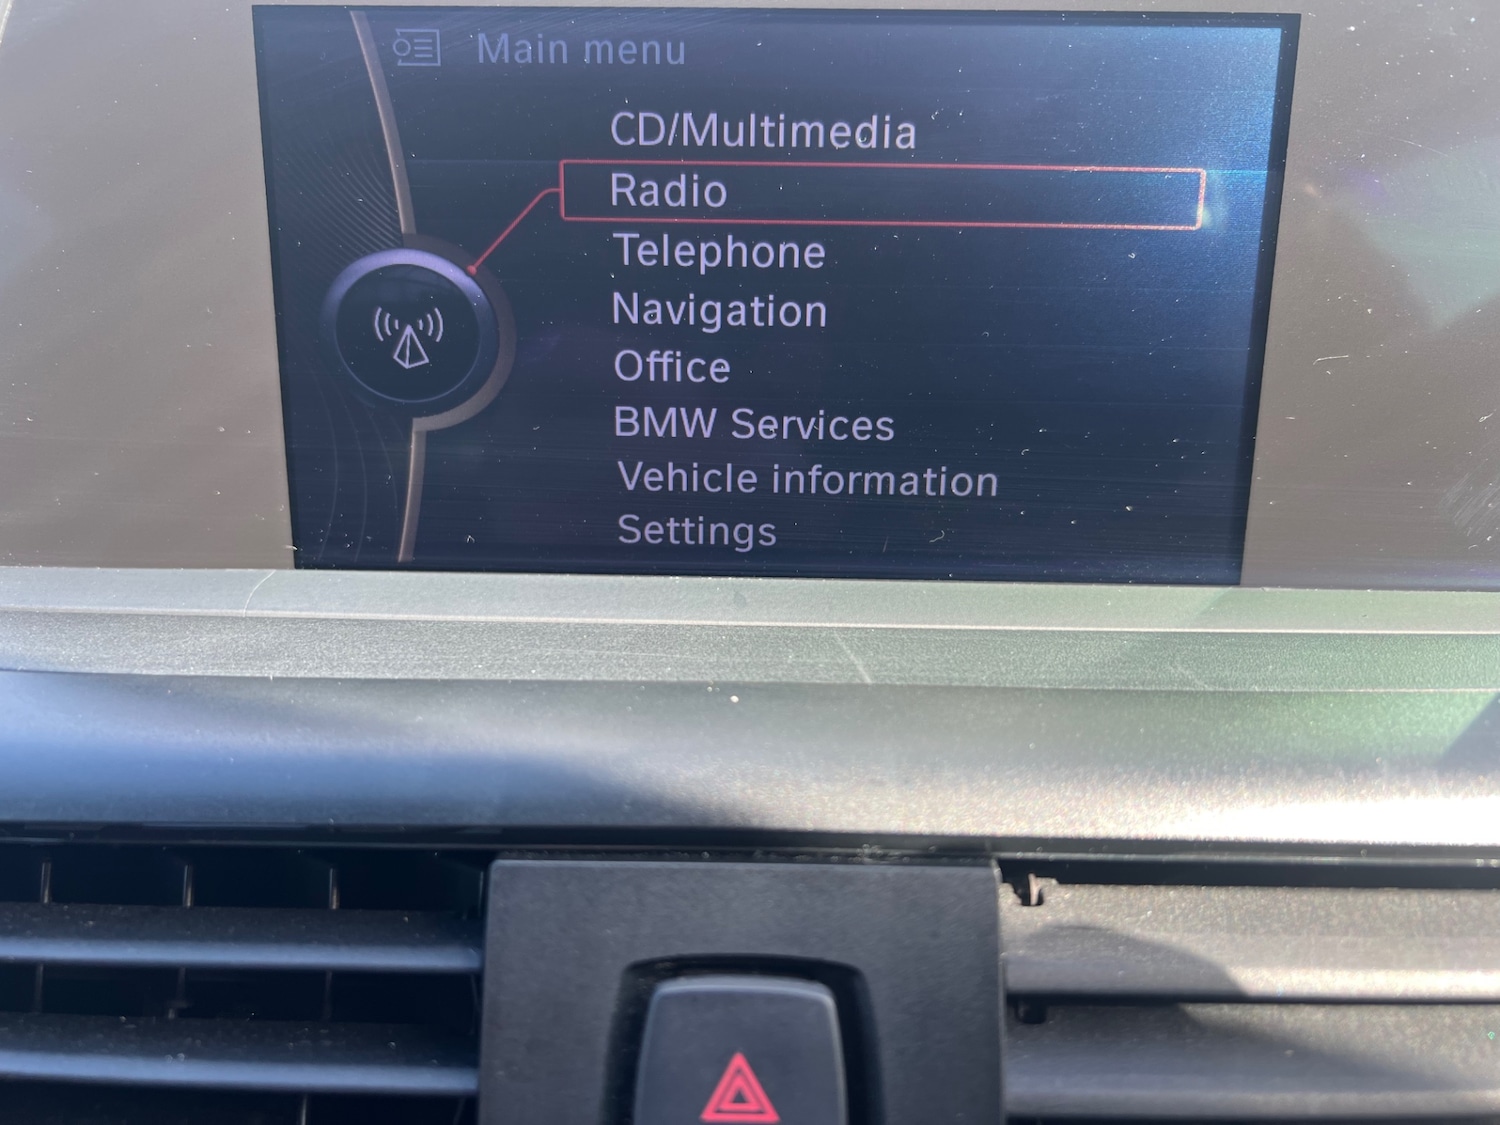 Main menu
CD/Multimedia
Radio
Telephone
Navigation
Office
BMW Services
Vehicle information
Settings